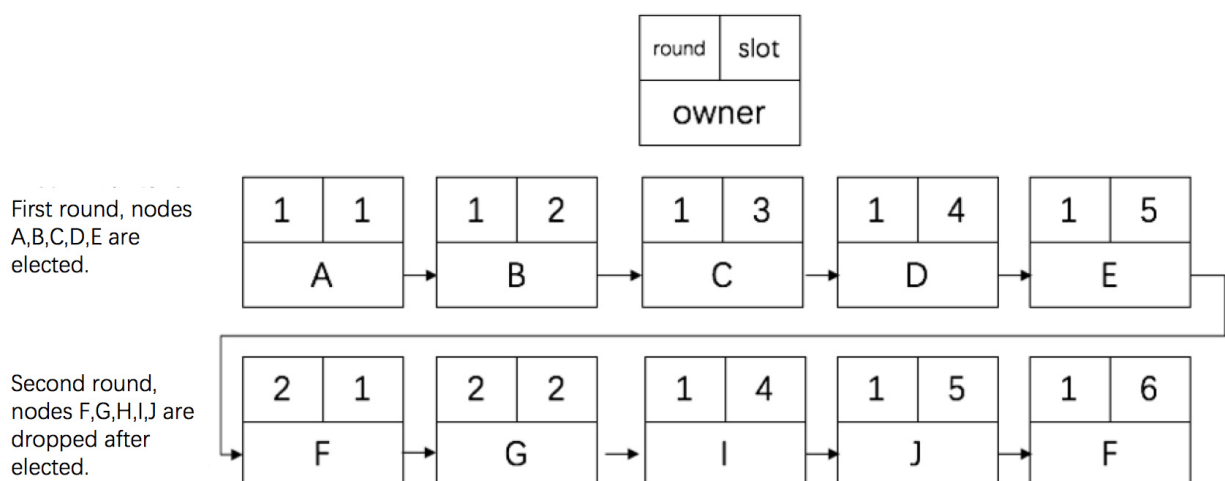 round slot
owner
First round, nodes
A,B,C,D,E are
elected.
1 1 1 2 1 3 1 4 1 5
A B C D E
Second round,
nodes F,G,H,I,J are
dropped after
elected.
2 1 2 2 1 4 1 5 1 6
F G I J F